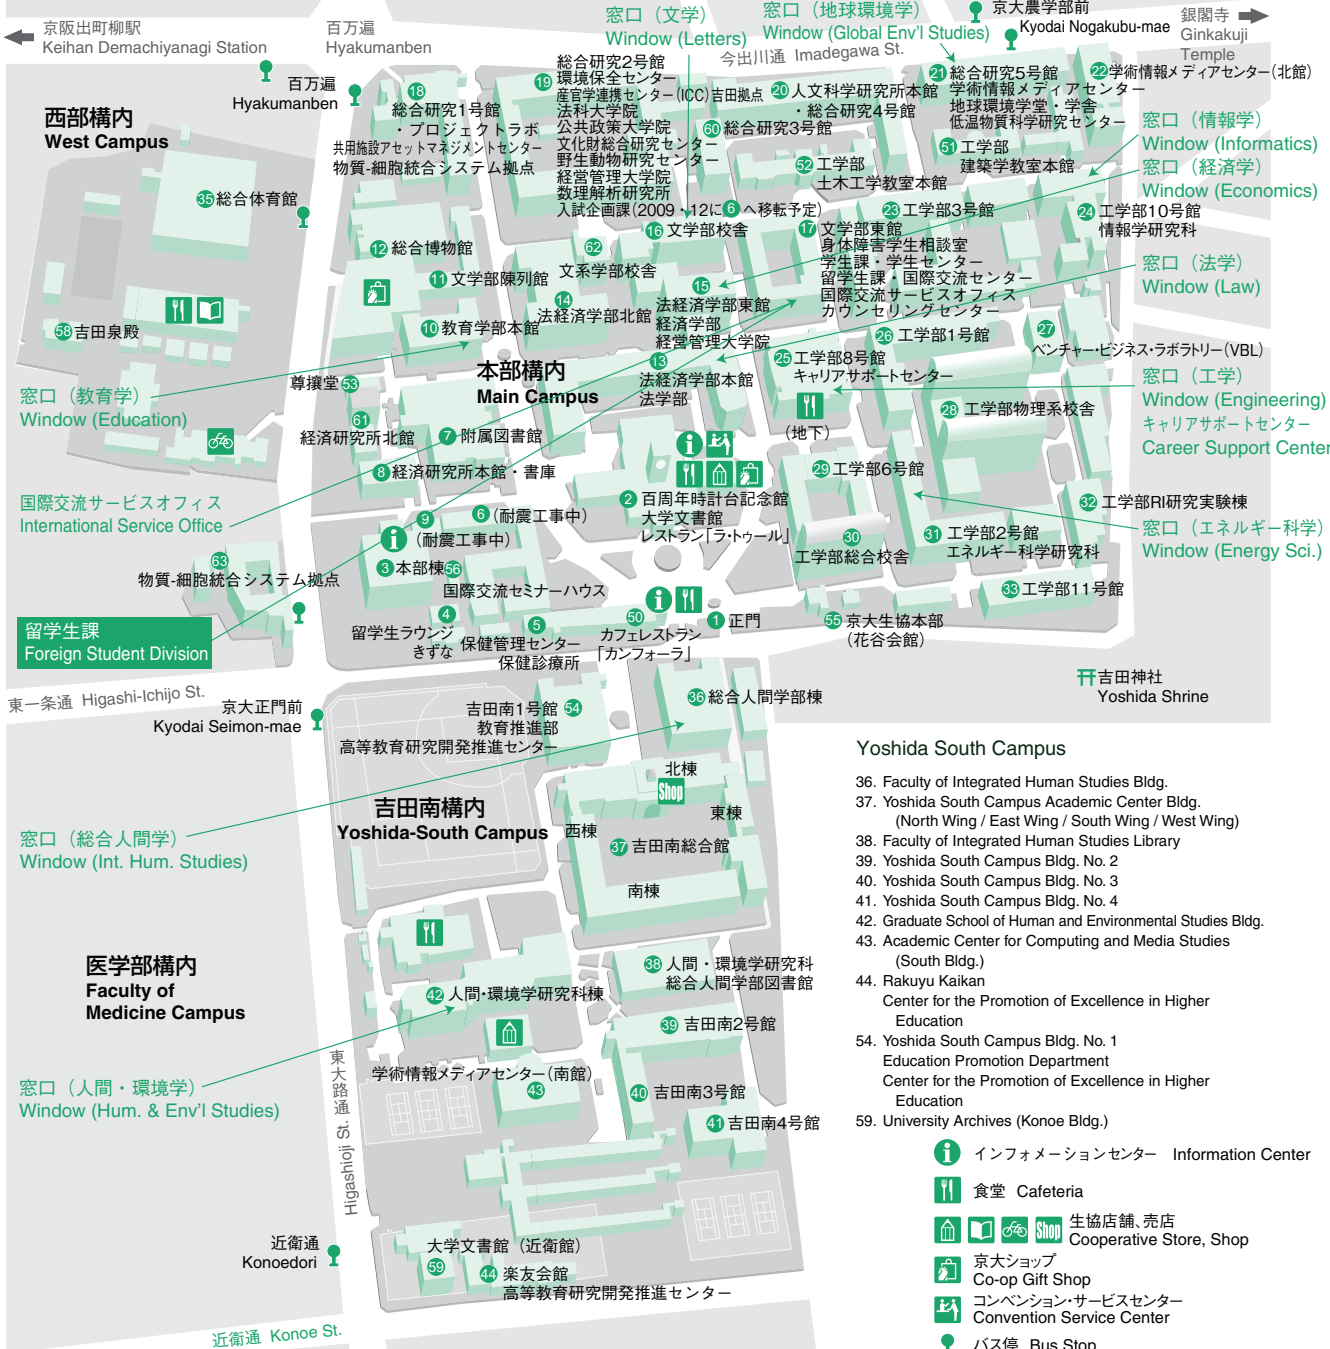 京阪出町柳駅
Keihan Demachiyanagi Station
百万遍
Hyakumanben
窓口（文学）
Window (Letters)
窓口（地球環境学）
Window (Global Env'l Studies)
京大農学部前
Kyodai Nogakubu-mae
銀閣寺
Ginkakuji
Temple
今出川通 Imadegawa St.
百万遍
Hyakumanben
西部構内
West Campus
18
総合研究1号館
・プロジェクトラボ
共用施設アセットマネジメントセンター
物質-細胞統合システム拠点
19 総合研究2号館
環境保全センター
産官学連携センター(ICC)吉田拠点
法科大学院
公共政策大学院
文化財総合研究センター
野生動物研究センター
経営管理大学院
数理解析研究所
入試企画課(2009・12に6へ移転予定)
20 人文科学研究所本館
・総合研究4号館
60 総合研究3号館
21 総合研究5号館
学術情報メディアセンター
地球環境学堂・学舎
低温物質科学研究センター
22 学術情報メディアセンター(北館)
窓口（情報学）
Window (Informatics)
窓口（経済学）
Window (Economics)
51 工学部
建築学教室本館
52 工学部
土木工学教室本館
35 総合体育館
23 工学部3号館
24 工学部10号館
情報学研究科
16 文学部校舎
17 文学部東館
身体障害学生相談室
学生課・学生センター
留学生課・国際交流センター
国際交流サービスオフィス
カウンセリングセンター
12 総合博物館
62
文系学部校舎
11 文学部陳列館
窓口（法学）
Window (Law)
15
法経済学部東館
経済学部
経営管理大学院
14
法経済学部北館
58 吉田泉殿
10 教育学部本館
26 工学部1号館
27
ベンチャー・ビジネス・ラボラトリー(VBL)
本部構内
Main Campus
13
法経済学部本館
法学部
25 工学部8号館
キャリアサポートセンター
(地下)
窓口（教育学）
Window (Education)
尊攘堂 53
窓口（工学）
Window (Engineering)
キャリアサポートセンター
Career Support Center
61
経済研究所北館
7 附属図書館
28 工学部物理系校舎
8 経済研究所本館・書庫
29 工学部6号館
国際交流サービスオフィス
International Service Office
2 百周年時計台記念館
大学文書館
レストラン「ラ・トゥール」
6 (耐震工事中)
9
(耐震工事中)
32 工学部RI研究実験棟
窓口（エネルギー科学）
Window (Energy Sci.)
30
工学部総合校舎
31 工学部2号館
エネルギー科学研究科
63
物質-細胞統合システム拠点
3 本部棟
56
国際交流セミナーハウス
33 工学部11号館
4
留学生ラウンジ
きずな
5
保健管理センター
保健診療所
50
カフェレストラン
「カンフォーラ」
1 正門
55 京大生協本部
(花谷会館)
留学生課
Foreign Student Division
吉田神社
Yoshida Shrine
東一条通 Higashi-Ichijo St.
京大正門前
Kyodai Seimon-mae
吉田南1号館 54
教育推進部
高等教育研究開発推進センター
36 総合人間学部棟
北棟
Shop
東棟
西棟
37 吉田南総合館
南棟
吉田南構内
Yoshida-South Campus
窓口（総合人間学）
Window (Int. Hum. Studies)
Yoshida South Campus
36. Faculty of Integrated Human Studies Bldg.
37. Yoshida South Campus Academic Center Bldg.
(North Wing / East Wing / South Wing / West Wing)
38. Faculty of Integrated Human Studies Library
39. Yoshida South Campus Bldg. No. 2
40. Yoshida South Campus Bldg. No. 3
41. Yoshida South Campus Bldg. No. 4
42. Graduate School of Human and Environmental Studies Bldg.
43. Academic Center for Computing and Media Studies
(South Bldg.)
44. Rakuyu Kaikan
Center for the Promotion of Excellence in Higher
Education
54. Yoshida South Campus Bldg. No. 1
Education Promotion Department
Center for the Promotion of Excellence in Higher
Education
59. University Archives (Konoe Bldg.)
医学部構内
Faculty of
Medicine Campus
38 人間・環境学研究科
総合人間学部図書館
42 人間・環境学研究科棟
39 吉田南2号館
学術情報メディアセンター(南館)
43
40 吉田南3号館
41 吉田南4号館
窓口（人間・環境学）
Window (Hum. & Env'l Studies)
東大路通 Higashioji St.
近衛通
Konoedori
大学文書館（近衛館）
59
44 楽友会館
高等教育研究開発推進センター
近衛通 Konoe St.
インフォメーションセンター Information Center
食堂 Cafeteria
Shop
生協店舗、売店
Cooperative Store, Shop
京大ショップ
Co-op Gift Shop
コンベンション・サービスセンター
Convention Service Center
バス停 Bus Stop